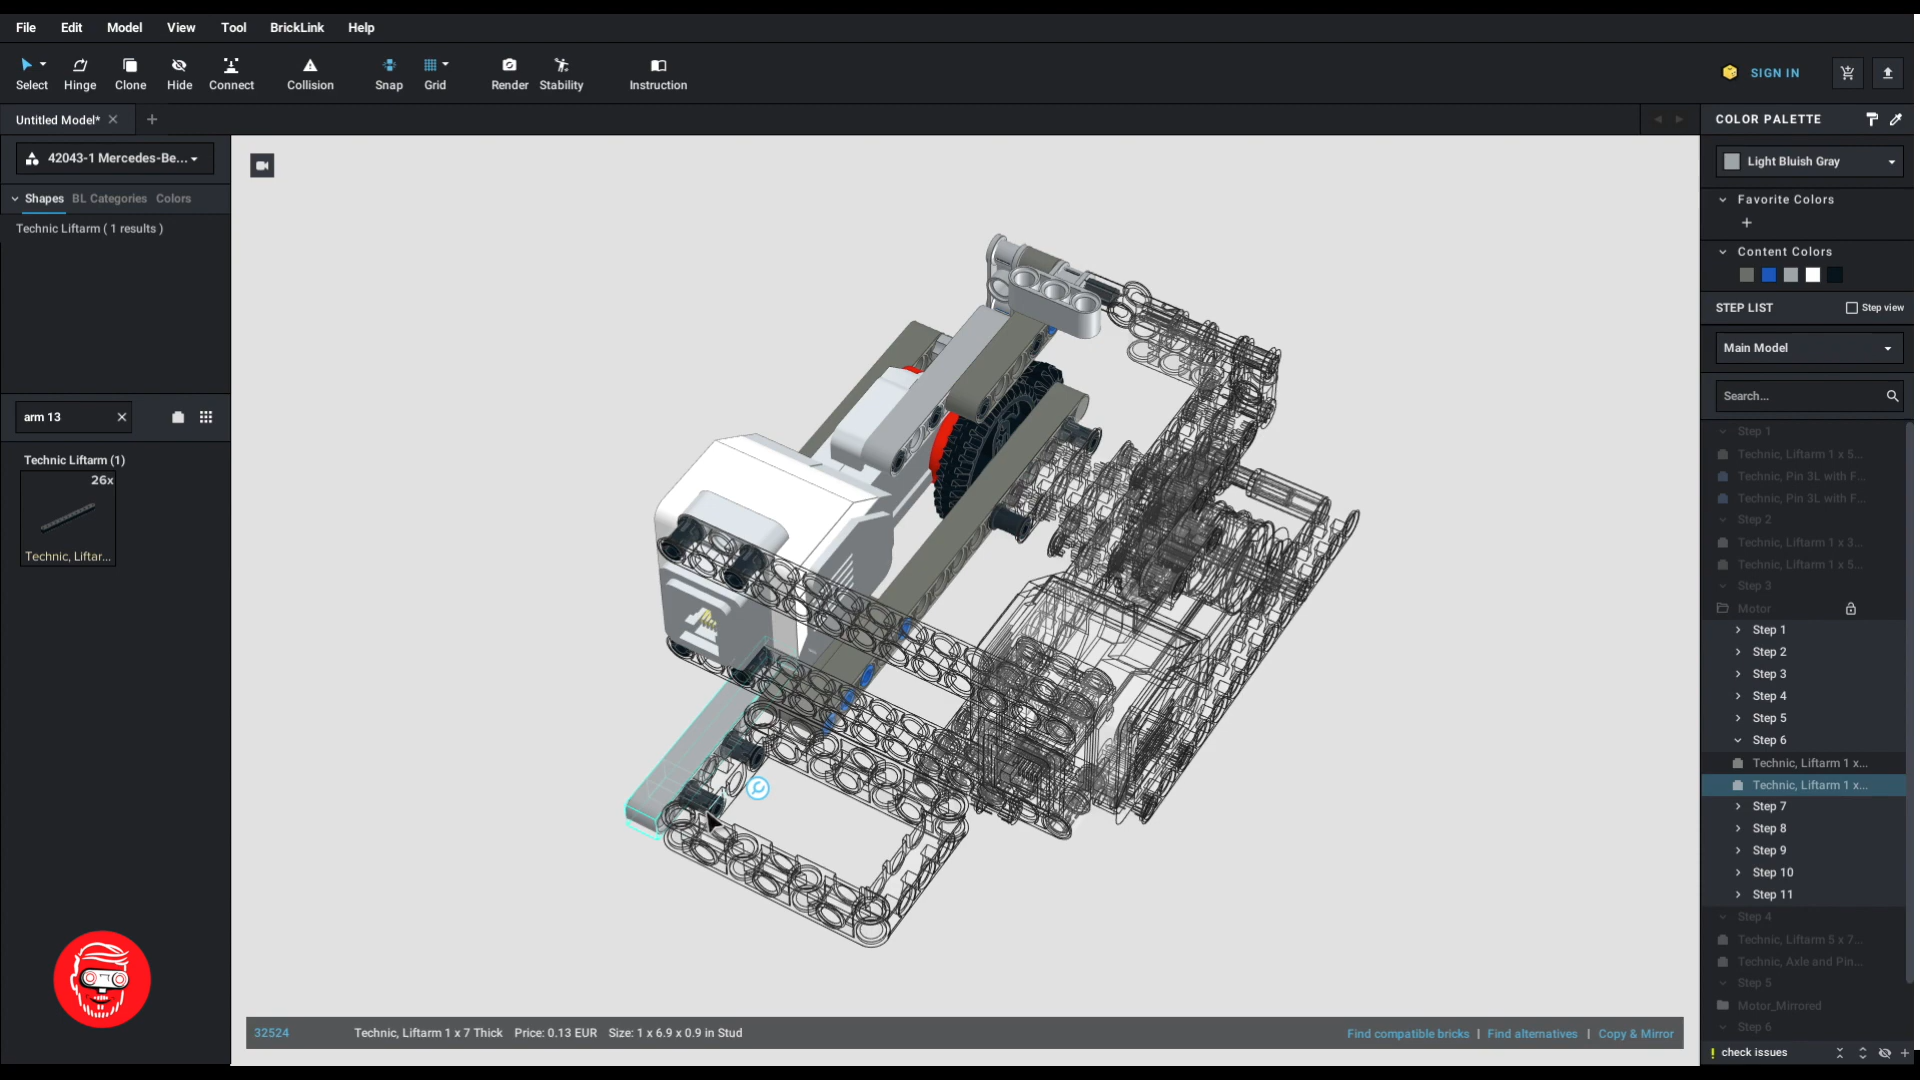 File Edit Model View Tool BrickLink Help
Select Hinge Clone Hide Connect Collision Snap Grid Render Stability Instruction
SIGN IN
Untitled Model*
COLOR PALETTE
42043-1 Mercedes-Be...
Light Bluish Gray
Shapes BL Categories Colors
Technic Liftarm ( 1 results )
Favorite Colors
Content Colors
STEP LIST
Step view
Main Model
Search...
arm 13
Technic Liftarm (1)
26x
Technic, Liftar...
Step 1
Technic, Liftarm 1 x 5...
Technic, Pin 3L with F...
Technic, Pin 3L with F...
Step 2
Technic, Liftarm 1 x 3...
Technic, Liftarm 1 x 5...
Step 3
Motor
Step 1
Step 2
Step 3
Step 4
Step 5
Step 6
Technic, Liftarm 1 x...
Technic, Liftarm 1 x...
Step 7
Step 8
Step 9
Step 10
Step 11
Step 4
Technic, Liftarm 5 x 7...
Technic, Axle and Pin...
Step 5
Motor_Mirrored
Step 6
32524 Technic, Liftarm 1 x 7 Thick Price: 0.13 EUR Size: 1 x 6.9 x 0.9 in Stud
Find compatible bricks | Find alternatives | Copy & Mirror
check issues